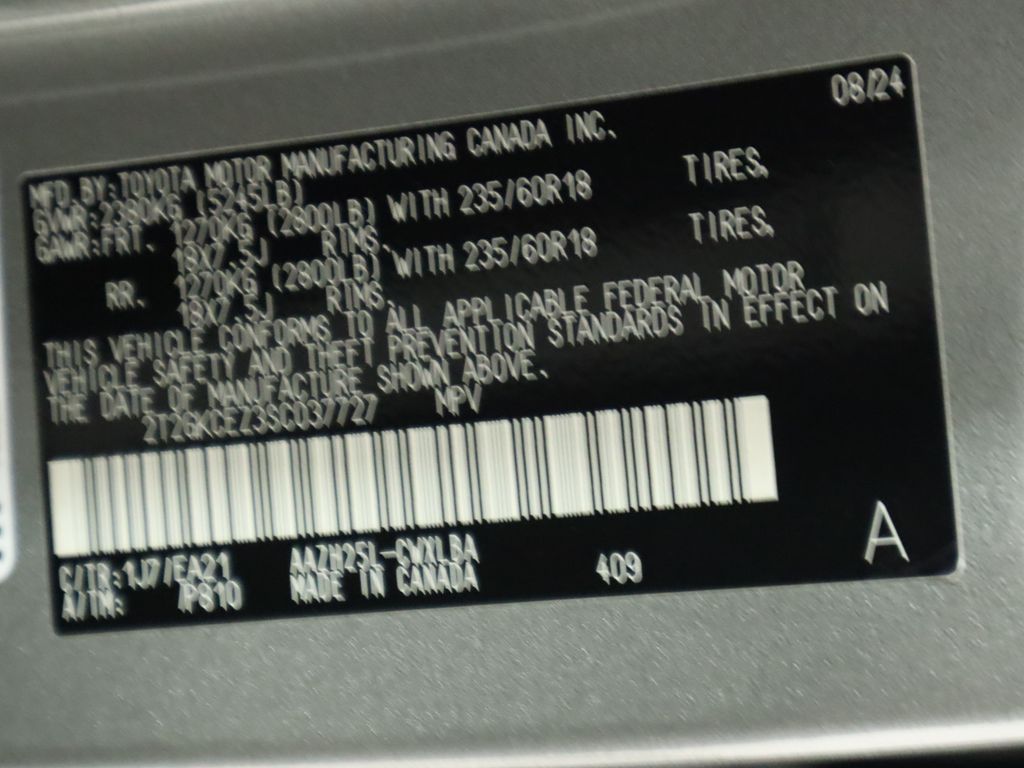 08/24
MFD. BY: TOYOTA MOTOR MANUFACTURING CANADA INC.
GVWR: 2380KG (5245LB)
GAWR: FRT. 1270KG (2800LB) WITH 235/60R18 TIRES,
18X7.5J RIMS,
RR. 1270KG (2800LB) WITH 235/60R18 TIRES,
18X7.5J RIMS.
THIS VEHICLE CONFORMS TO ALL APPLICABLE FEDERAL MOTOR
VEHICLE SAFETY AND THEFT PREVENTION STANDARDS IN EFFECT ON
THE DATE OF MANUFACTURE SHOWN ABOVE.
2T26KCEZ3SC037727 MPV
C/TR: 1J7/EA21 AAZH25L-CWXLBA
A/TM: /P810 MADE IN CANADA 409
A